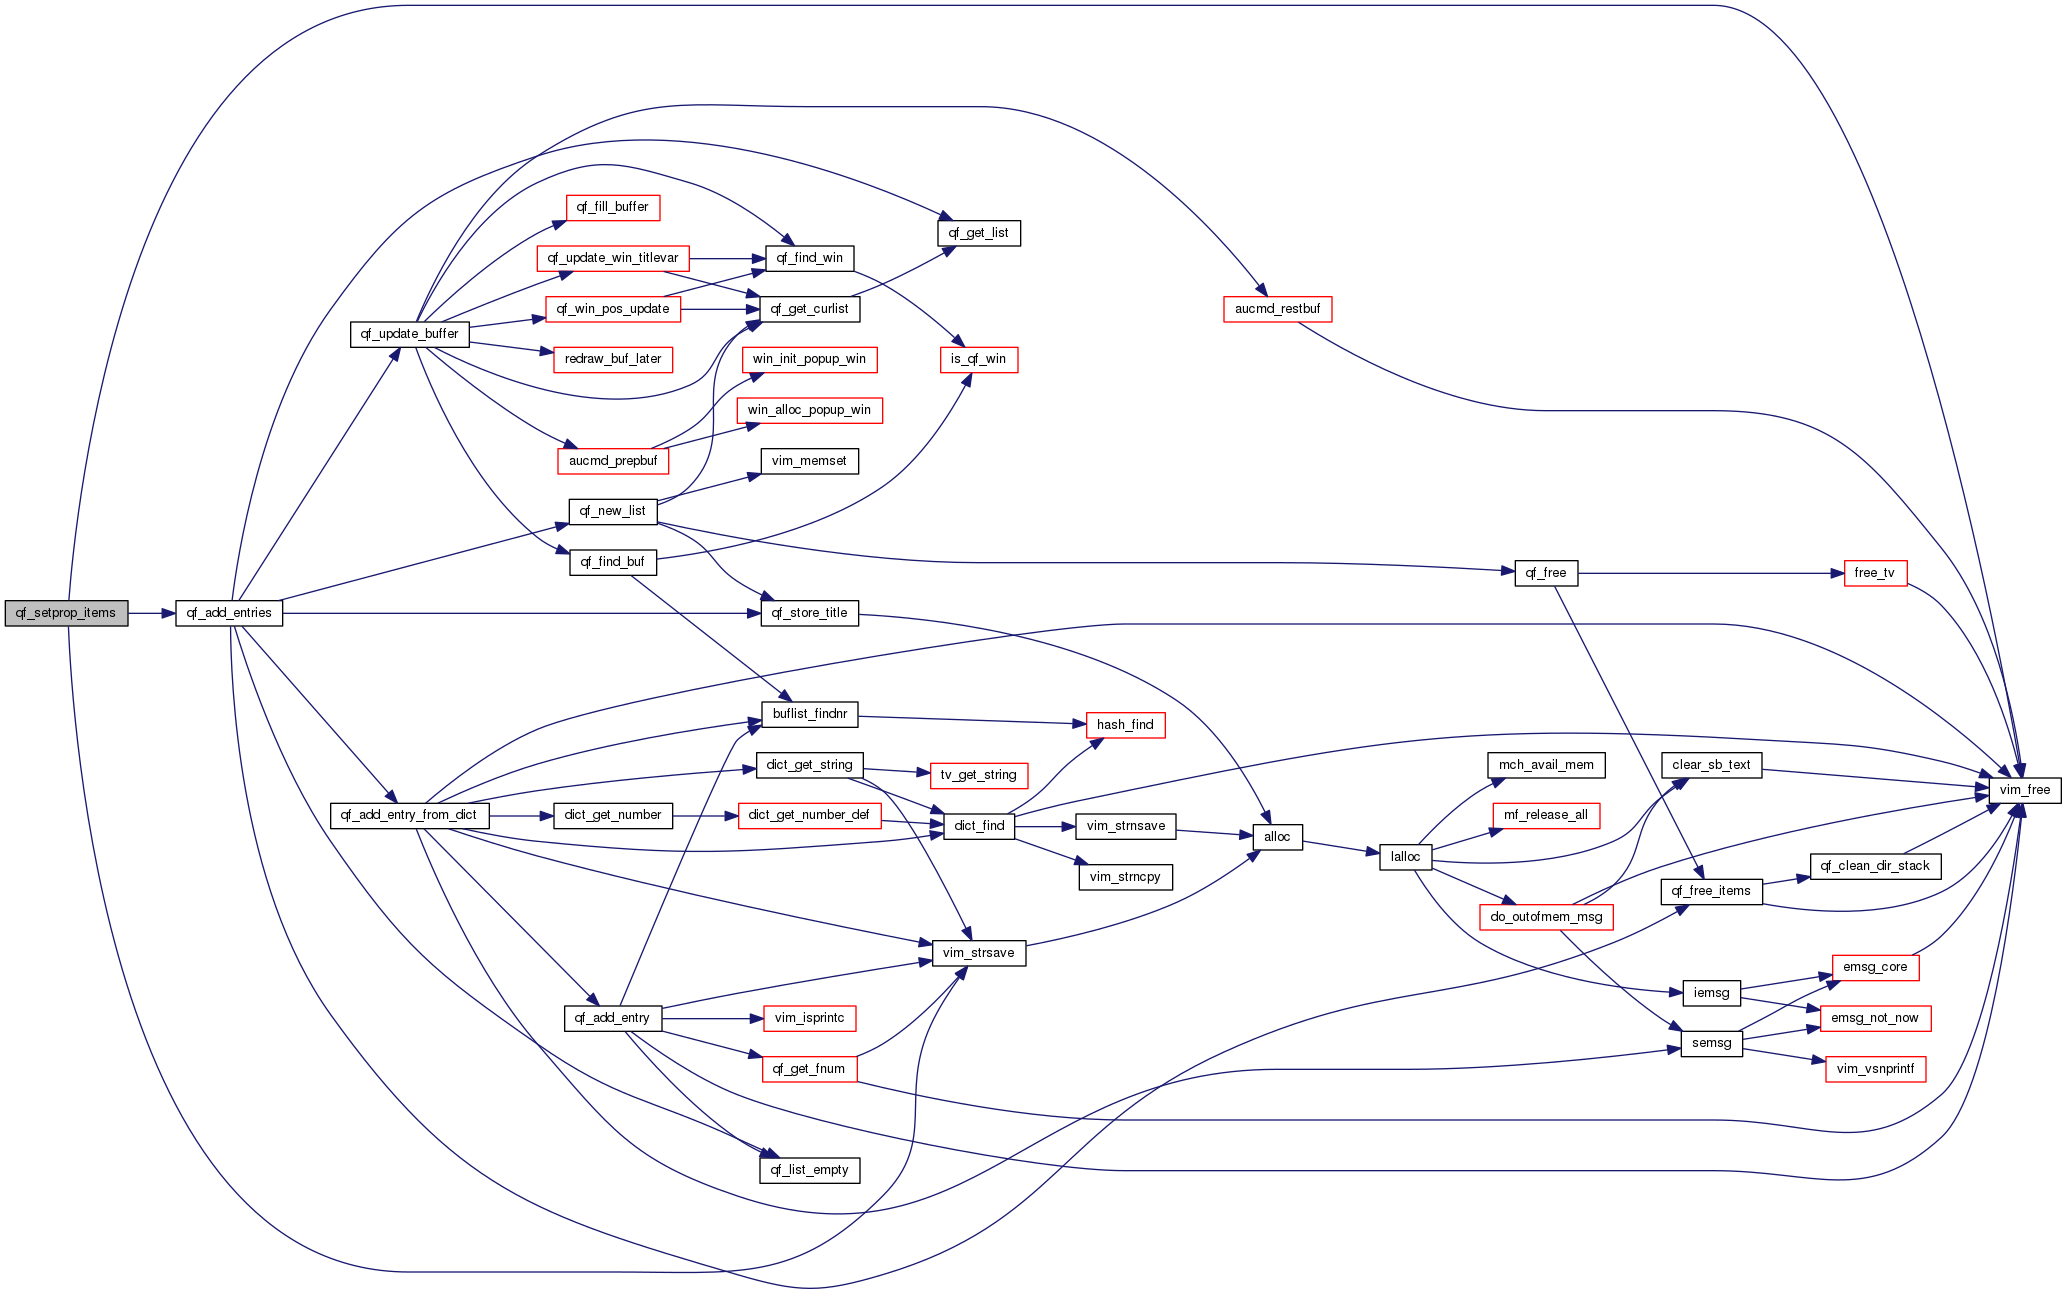 qf_setprop_items
qf_add_entries
qf_update_buffer
qf_add_entry_from_dict
qf_fill_buffer
qf_update_win_titlevar
qf_win_pos_update
redraw_buf_later
aucmd_prepbuf
qf_new_list
qf_find_buf
dict_get_number
qf_add_entry
qf_find_win
qf_get_curlist
win_init_popup_win
win_alloc_popup_win
vim_memset
qf_store_title
buflist_findnr
dict_get_string
dict_get_number_def
vim_isprintc
qf_get_fnum
qf_list_empty
qf_get_list
is_qf_win
tv_get_string
dict_find
vim_strsave
hash_find
vim_strnsave
vim_strncpy
aucmd_restbuf
alloc
lalloc
qf_free
mch_avail_mem
mf_release_all
do_outofmem_msg
clear_sb_text
qf_free_items
iemsg
semsg
free_tv
qf_clean_dir_stack
emsg_core
emsg_not_now
vim_vsnprintf
vim_free